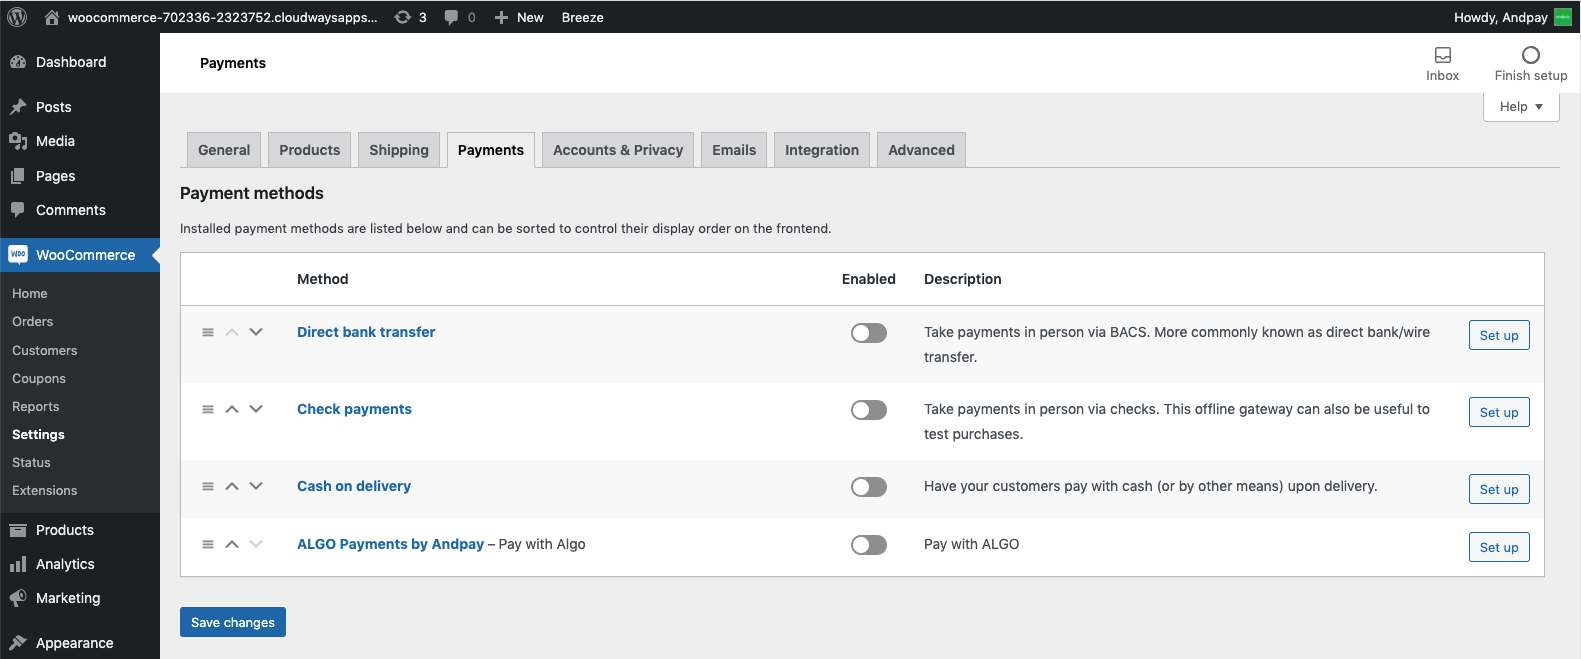 woocommerce-702336-2323752.cloudwaysapps... 3 0 New Breeze Howdy, Andpay
Dashboard
Posts
Media
Pages
Comments
Woo WooCommerce
Home
Orders
Customers
Coupons
Reports
Settings
Status
Extensions
Products
Analytics
Marketing
Appearance
Payments
Inbox
Finish setup
Help
General Products Shipping Payments Accounts & Privacy Emails Integration Advanced
Payment methods
Installed payment methods are listed below and can be sorted to control their display order on the frontend.
Method Enabled Description
Direct bank transfer Take payments in person via BACS. More commonly known as direct bank/wire Set up
transfer.
Check payments Take payments in person via checks. This offline gateway can also be useful to Set up
test purchases.
Cash on delivery Have your customers pay with cash (or by other means) upon delivery. Set up
ALGO Payments by Andpay – Pay with Algo Pay with ALGO Set up
Save changes